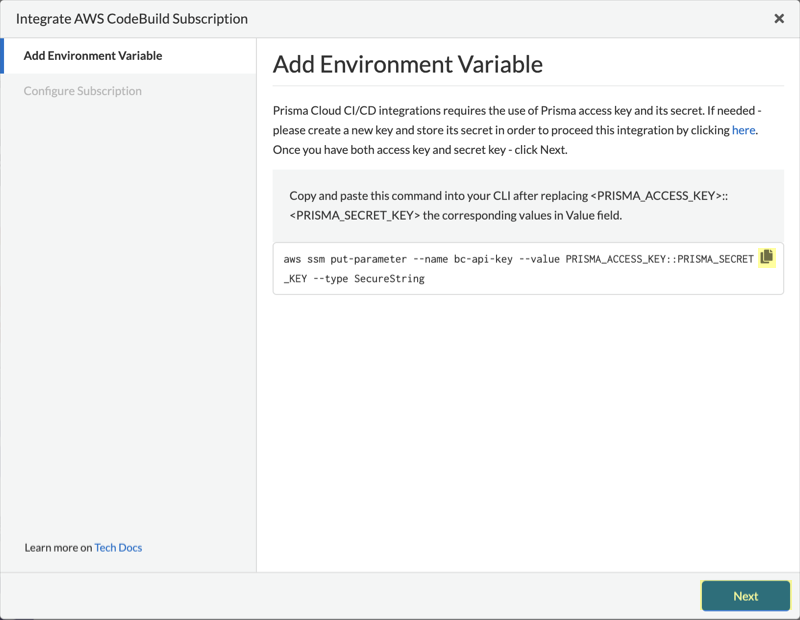 Integrate AWS CodeBuild Subscription
Add Environment Variable
Configure Subscription
Add Environment Variable
Prisma Cloud CI/CD integrations requires the use of Prisma access key and its secret. If needed -
please create a new key and store its secret in order to proceed this integration by clicking here.
Once you have both access key and secret key - click Next.
Copy and paste this command into your CLI after replacing <PRISMA_ACCESS_KEY>::
<PRISMA_SECRET_KEY> the corresponding values in Value field.
aws ssm put-parameter --name bc-api-key --value PRISMA_ACCESS_KEY::PRISMA_SECRET
_KEY --type SecureString
Learn more on Tech Docs
Next